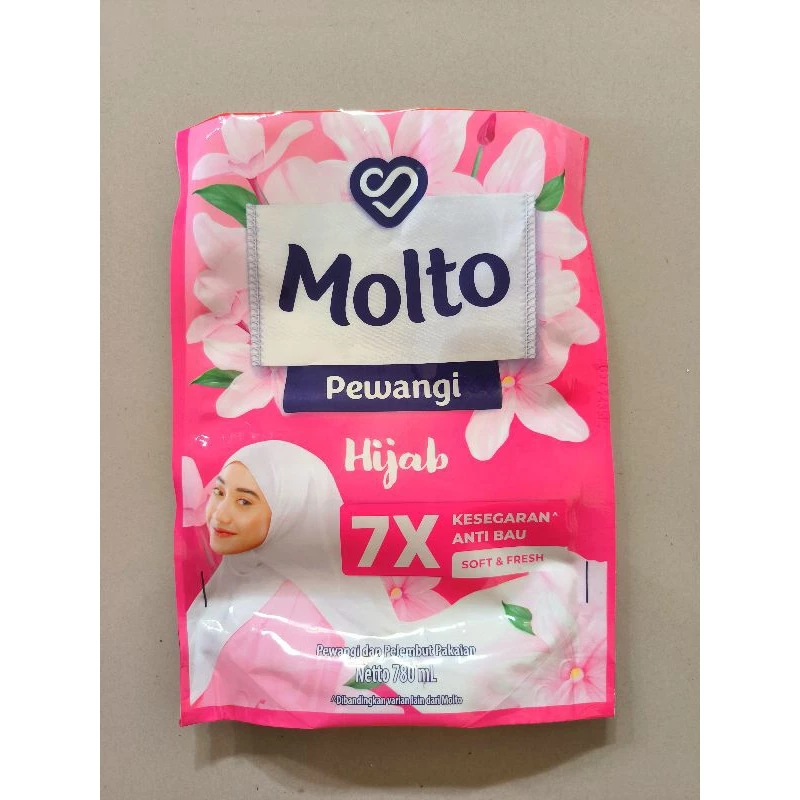 Molto
Pewangi
Hijab
7X
KESEGARAN^
ANTI BAU
SOFT & FRESH
Pewangi dan Pelembut Pakaian
Netto 780 mL
^Dibandingkan varian lain dari Molto